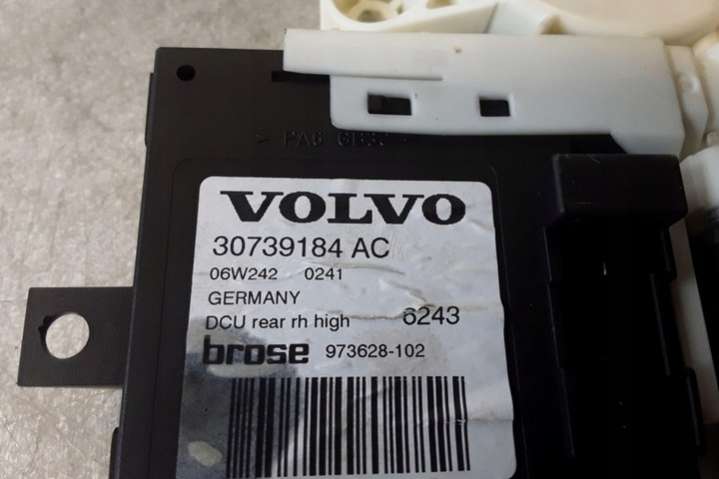 VOLVO
30739184 AC
06W242 0241
GERMANY
DCU rear rh high 6243
brose 973628-102